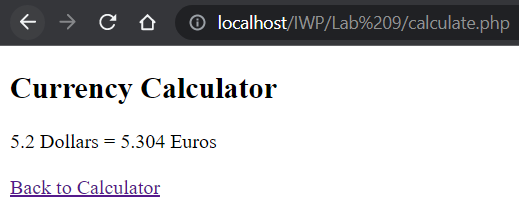 localhost/IWP/Lab%209/calculate.php
Currency Calculator
5.2 Dollars = 5.304 Euros
Back to Calculator